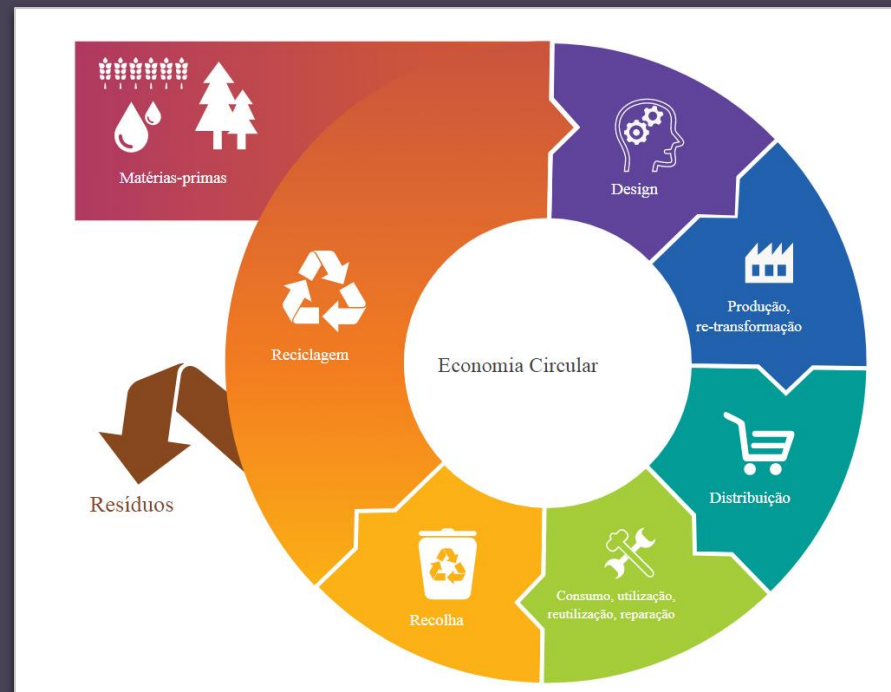 Matérias-primas
Design
Produção,
re-transformação
Reciclagem
Economia Circular
Distribuição
Resíduos
Consumo, utilização,
reutilização, reparação
Recolha